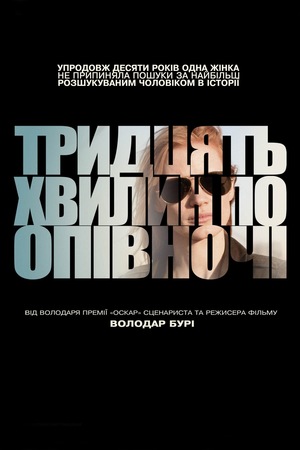 УПРОДОВЖ ДЕСЯТИ РОКІВ ОДНА ЖІНКА
НЕ ПРИПИНЯЛА ПОШУКИ ЗА НАЙБІЛЬШ
РОЗШУКУВАНИМ ЧОЛОВІКОМ В ІСТОРІЇ
ТРИДЦЯТЬ
ХВИЛИН ПО
ОПІВНОЧІ
ВІД ВОЛОДАРЯ ПРЕМІЇ «ОСКАР» СЦЕНАРИСТА ТА РЕЖИСЕРА ФІЛЬМУ
ВОЛОДАР БУРІ